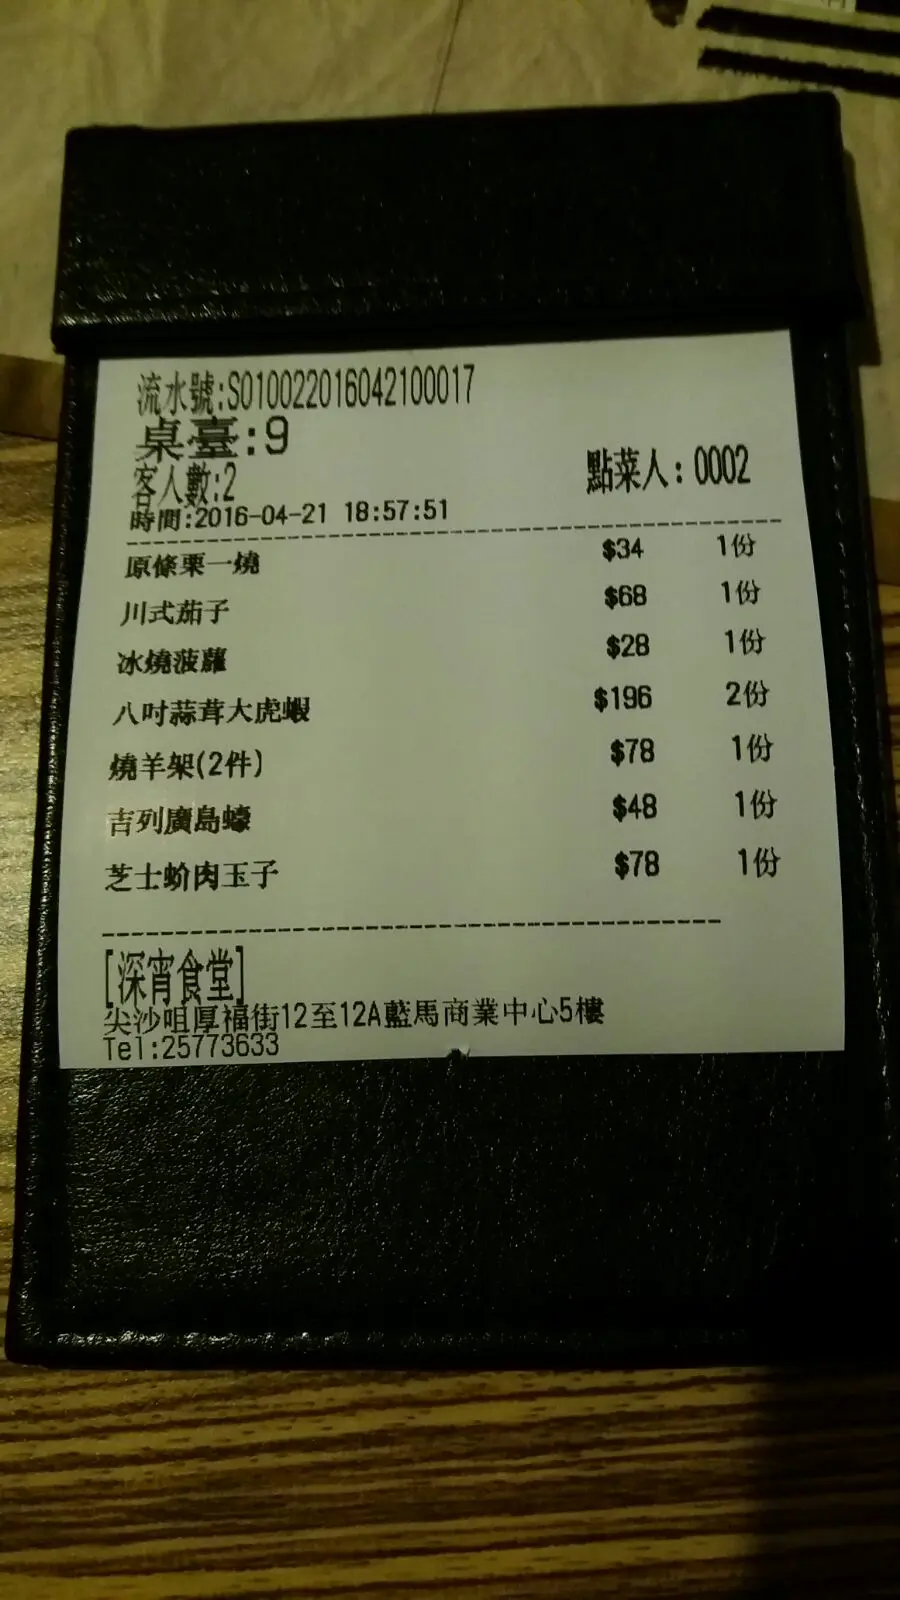 流水號:S010022016042100017
桌臺:9
客人數:2
點菜人: 0002
時間:2016-04-21 18:57:51
原條粟一燒 $34 1份
川式茄子 $68 1份
冰燒菠蘿 $28 1份
八吋蒜茸大虎蝦 $196 2份
燒羊架(2件) $78 1份
吉列廣島蠔 $48 1份
芝士蚧肉玉子 $78 1份
[深宵食堂]
尖沙咀厚福街12至12A藍馬商業中心5樓
Tel:25773633